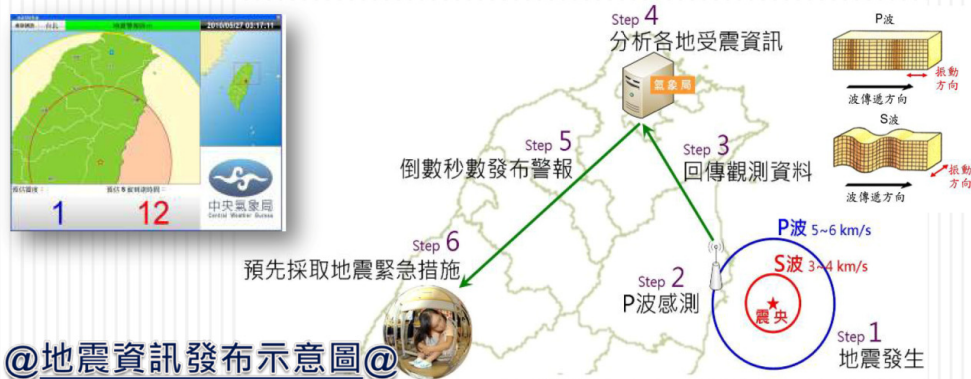 台北
2010/05/27 03:17:11
預估震度：
1
12
中央氣象局
Central Weather Bureau
Step 4
分析各地受震資訊
氣象局
Step 5
倒數秒數發布警報
Step 3
回傳觀測資料
Step 6
預先採取地震緊急措施
Step 2
P波感測
P波 5~6 km/s
S波 3~4 km/s
震央
Step 1
地震發生
P波
振動
方向
波傳遞方向
S波
振動
方向
波傳遞方向
@地震資訊發布示意圖@